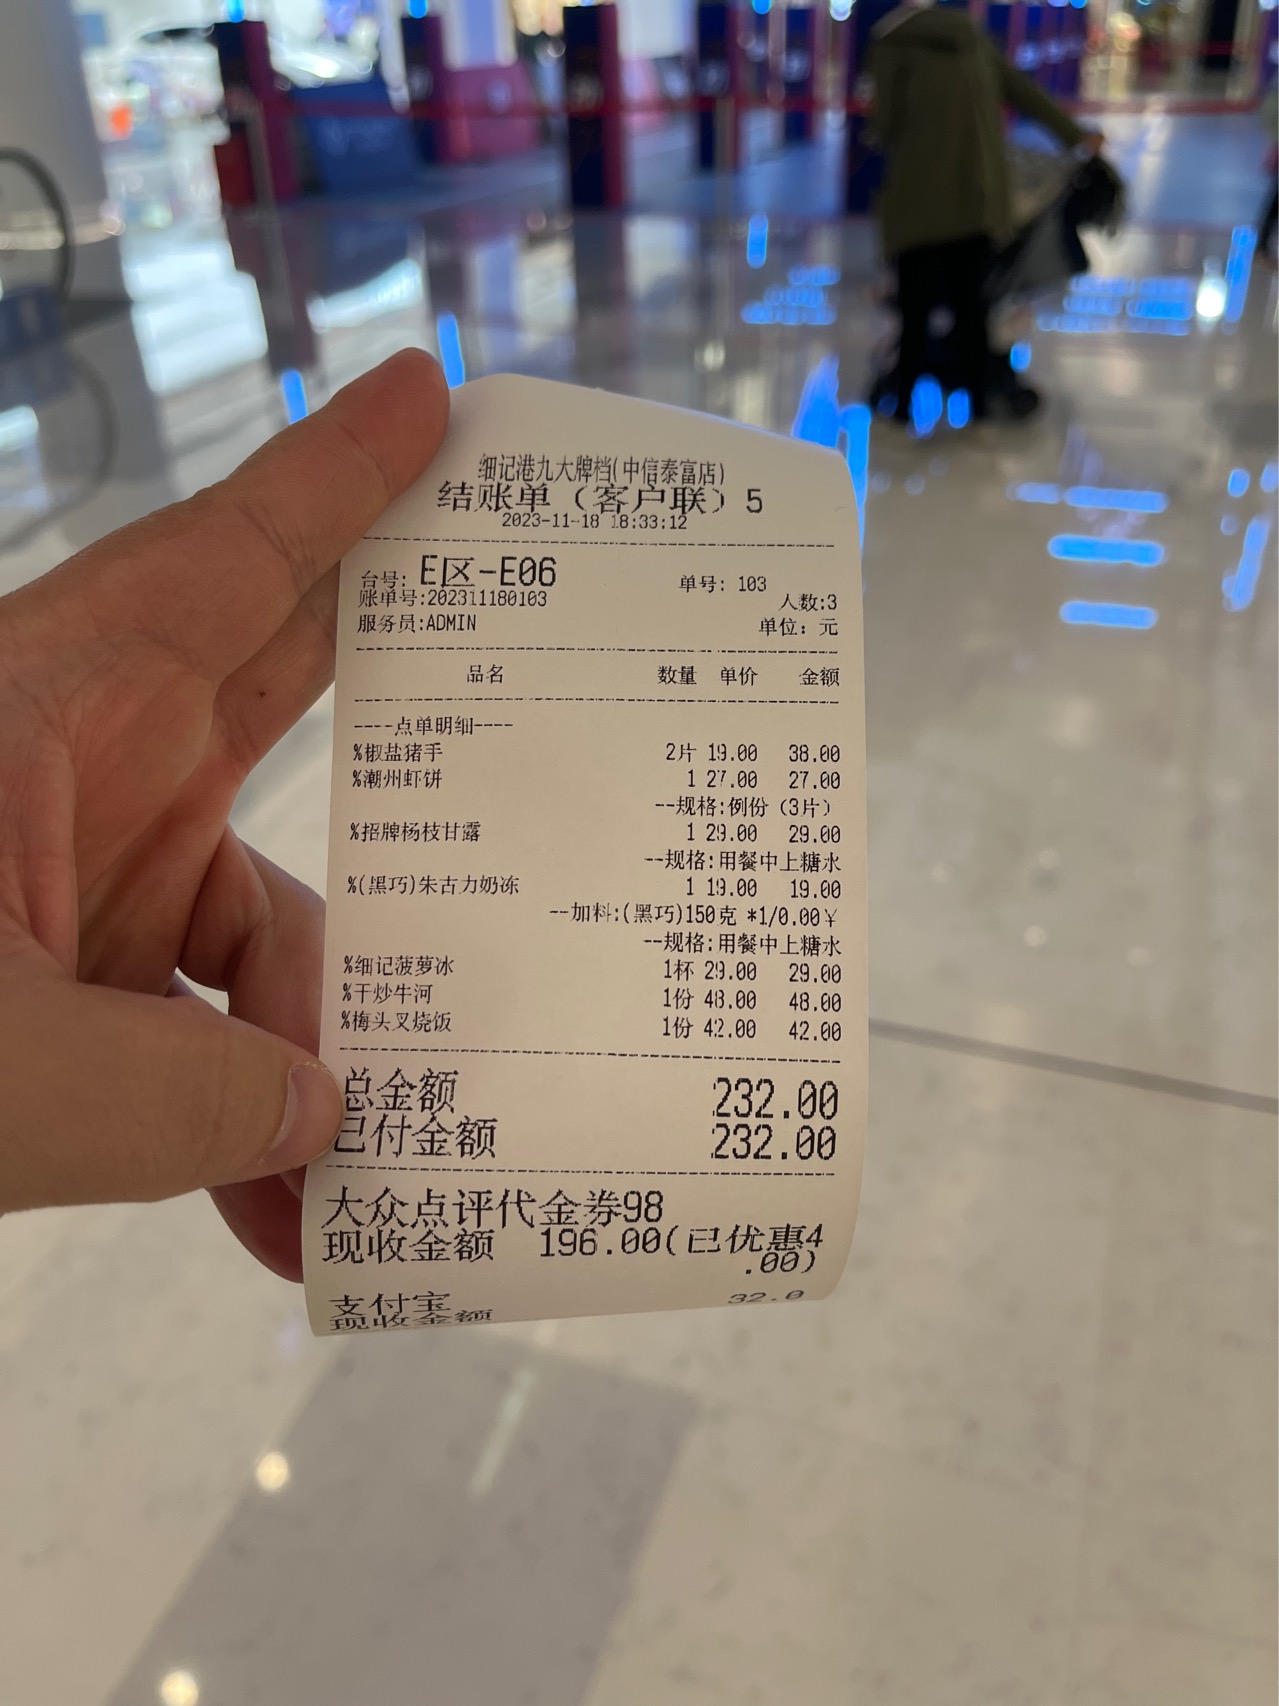 细记港九大牌档(中信泰富店)
结账单（客户联）5
2023-11-18 18:33:12
台号: E区-E06 单号: 103
账单号:202311180103 人数:3
服务员:ADMIN 单位: 元
品名 数量 单价 金额
----点单明细----
%椒盐猪手 2片 19.00 38.00
%潮州虾饼 1 27.00 27.00
--规格:例份（3片）
%招牌杨枝甘露 1 29.00 29.00
--规格:用餐中上糖水
%(黑巧)朱古力奶冻 1 19.00 19.00
--加料:(黑巧)150克 *1/0.00¥
--规格:用餐中上糖水
%细记菠萝冰 1杯 29.00 29.00
%干炒牛河 1份 48.00 48.00
%梅头叉烧饭 1份 42.00 42.00
总金额 232.00
已付金额 232.00
大众点评代金券98
现收金额 196.00(已优惠4
.00)
支付宝
现收金额 32.0